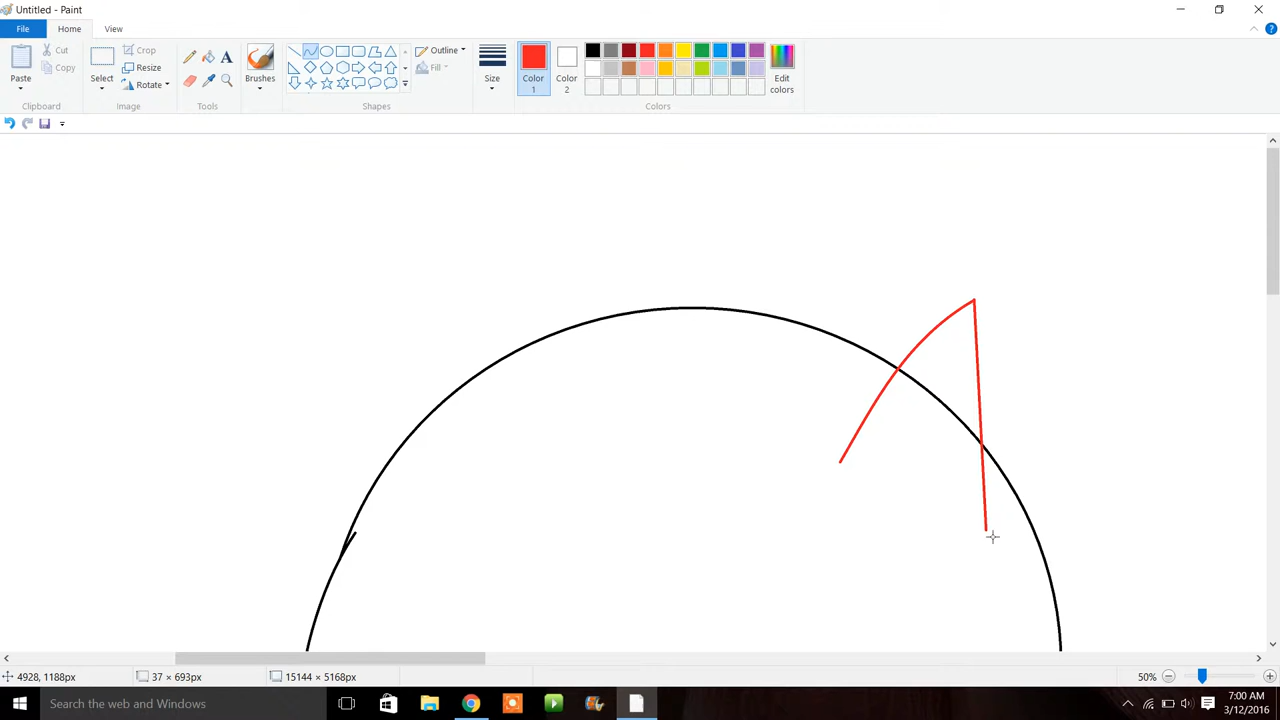 Untitled - Paint
File Home View
Paste
Cut
Copy
Clipboard
Select
Crop
Resize
Rotate
Image
A
Tools
Brushes
Outline
Fill
Shapes
Size
Color 1
Color 2
Edit colors
Colors
4928, 1188px 37 × 693px 15144 × 5168px 50%
Search the web and Windows
7:00 AM
3/12/2016